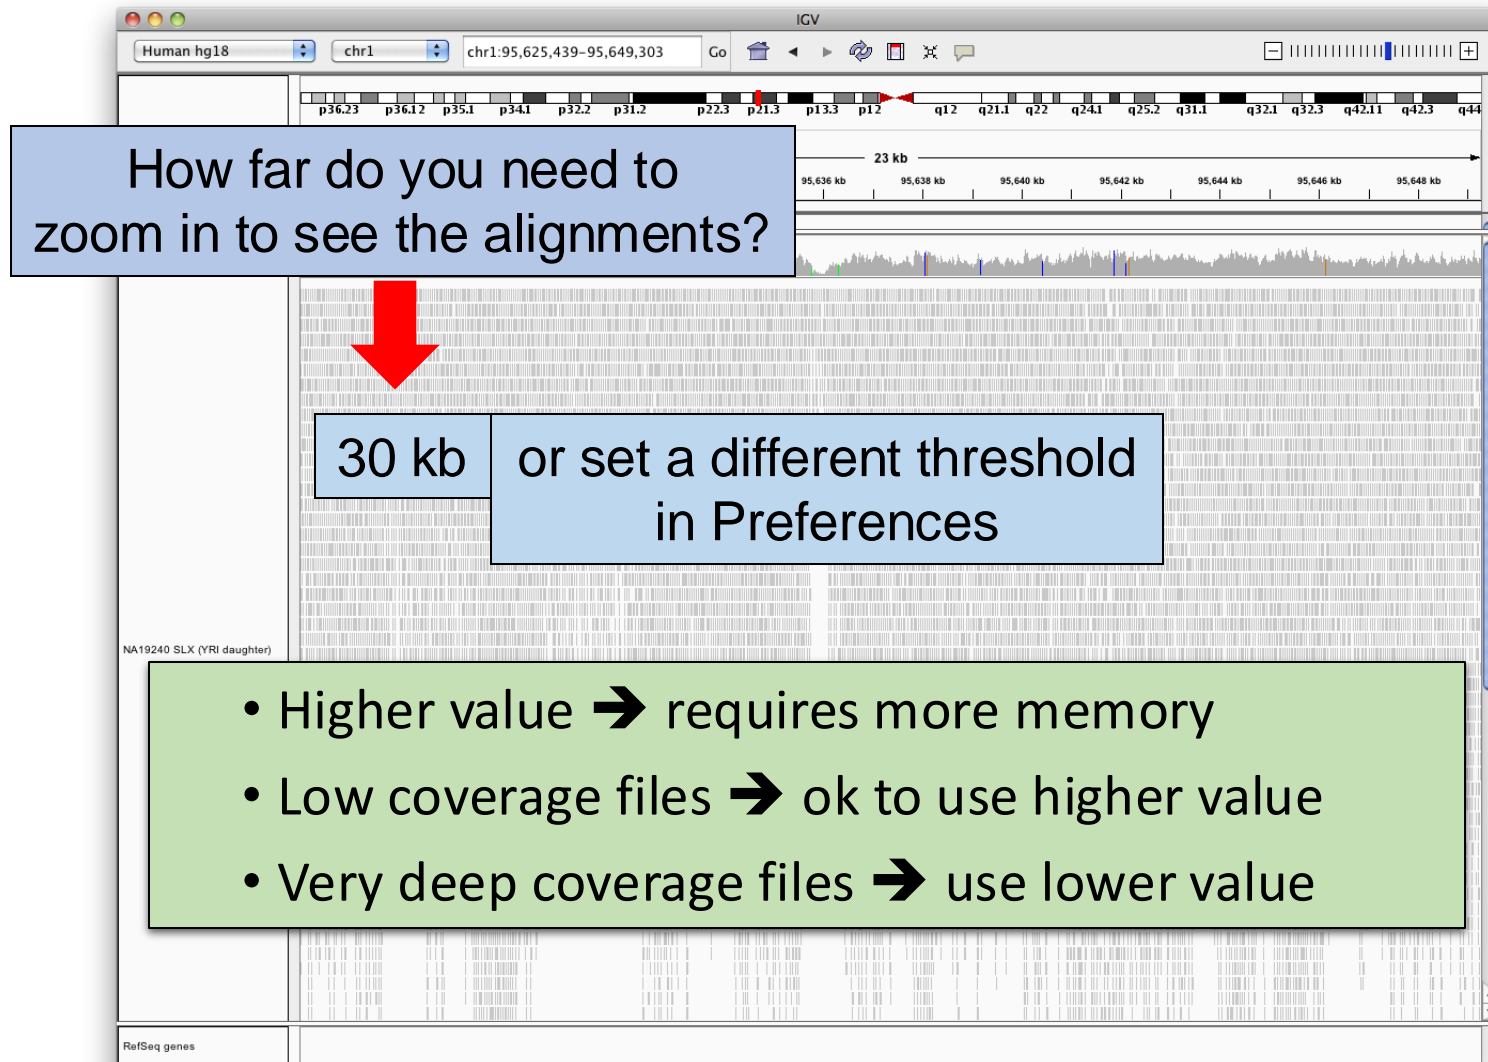 IGV
Human hg18
chr1
chr1:95,625,439-95,649,303
Go
p36.23 p36.12 p35.1 p34.1 p32.2 p31.2 p22.3 p21.3 p13.3 p12 q12 q21.1 q22 q24.1 q25.2 q31.1 q32.1 q32.3 q42.11 q42.3 q44
23 kb
95,636 kb 95,638 kb 95,640 kb 95,642 kb 95,644 kb 95,646 kb 95,648 kb
How far do you need to
zoom in to see the alignments?
30 kb
or set a different threshold
in Preferences
NA19240 SLX (YRI daughter)
• Higher value ➔ requires more memory
• Low coverage files ➔ ok to use higher value
• Very deep coverage files ➔ use lower value
RefSeq genes